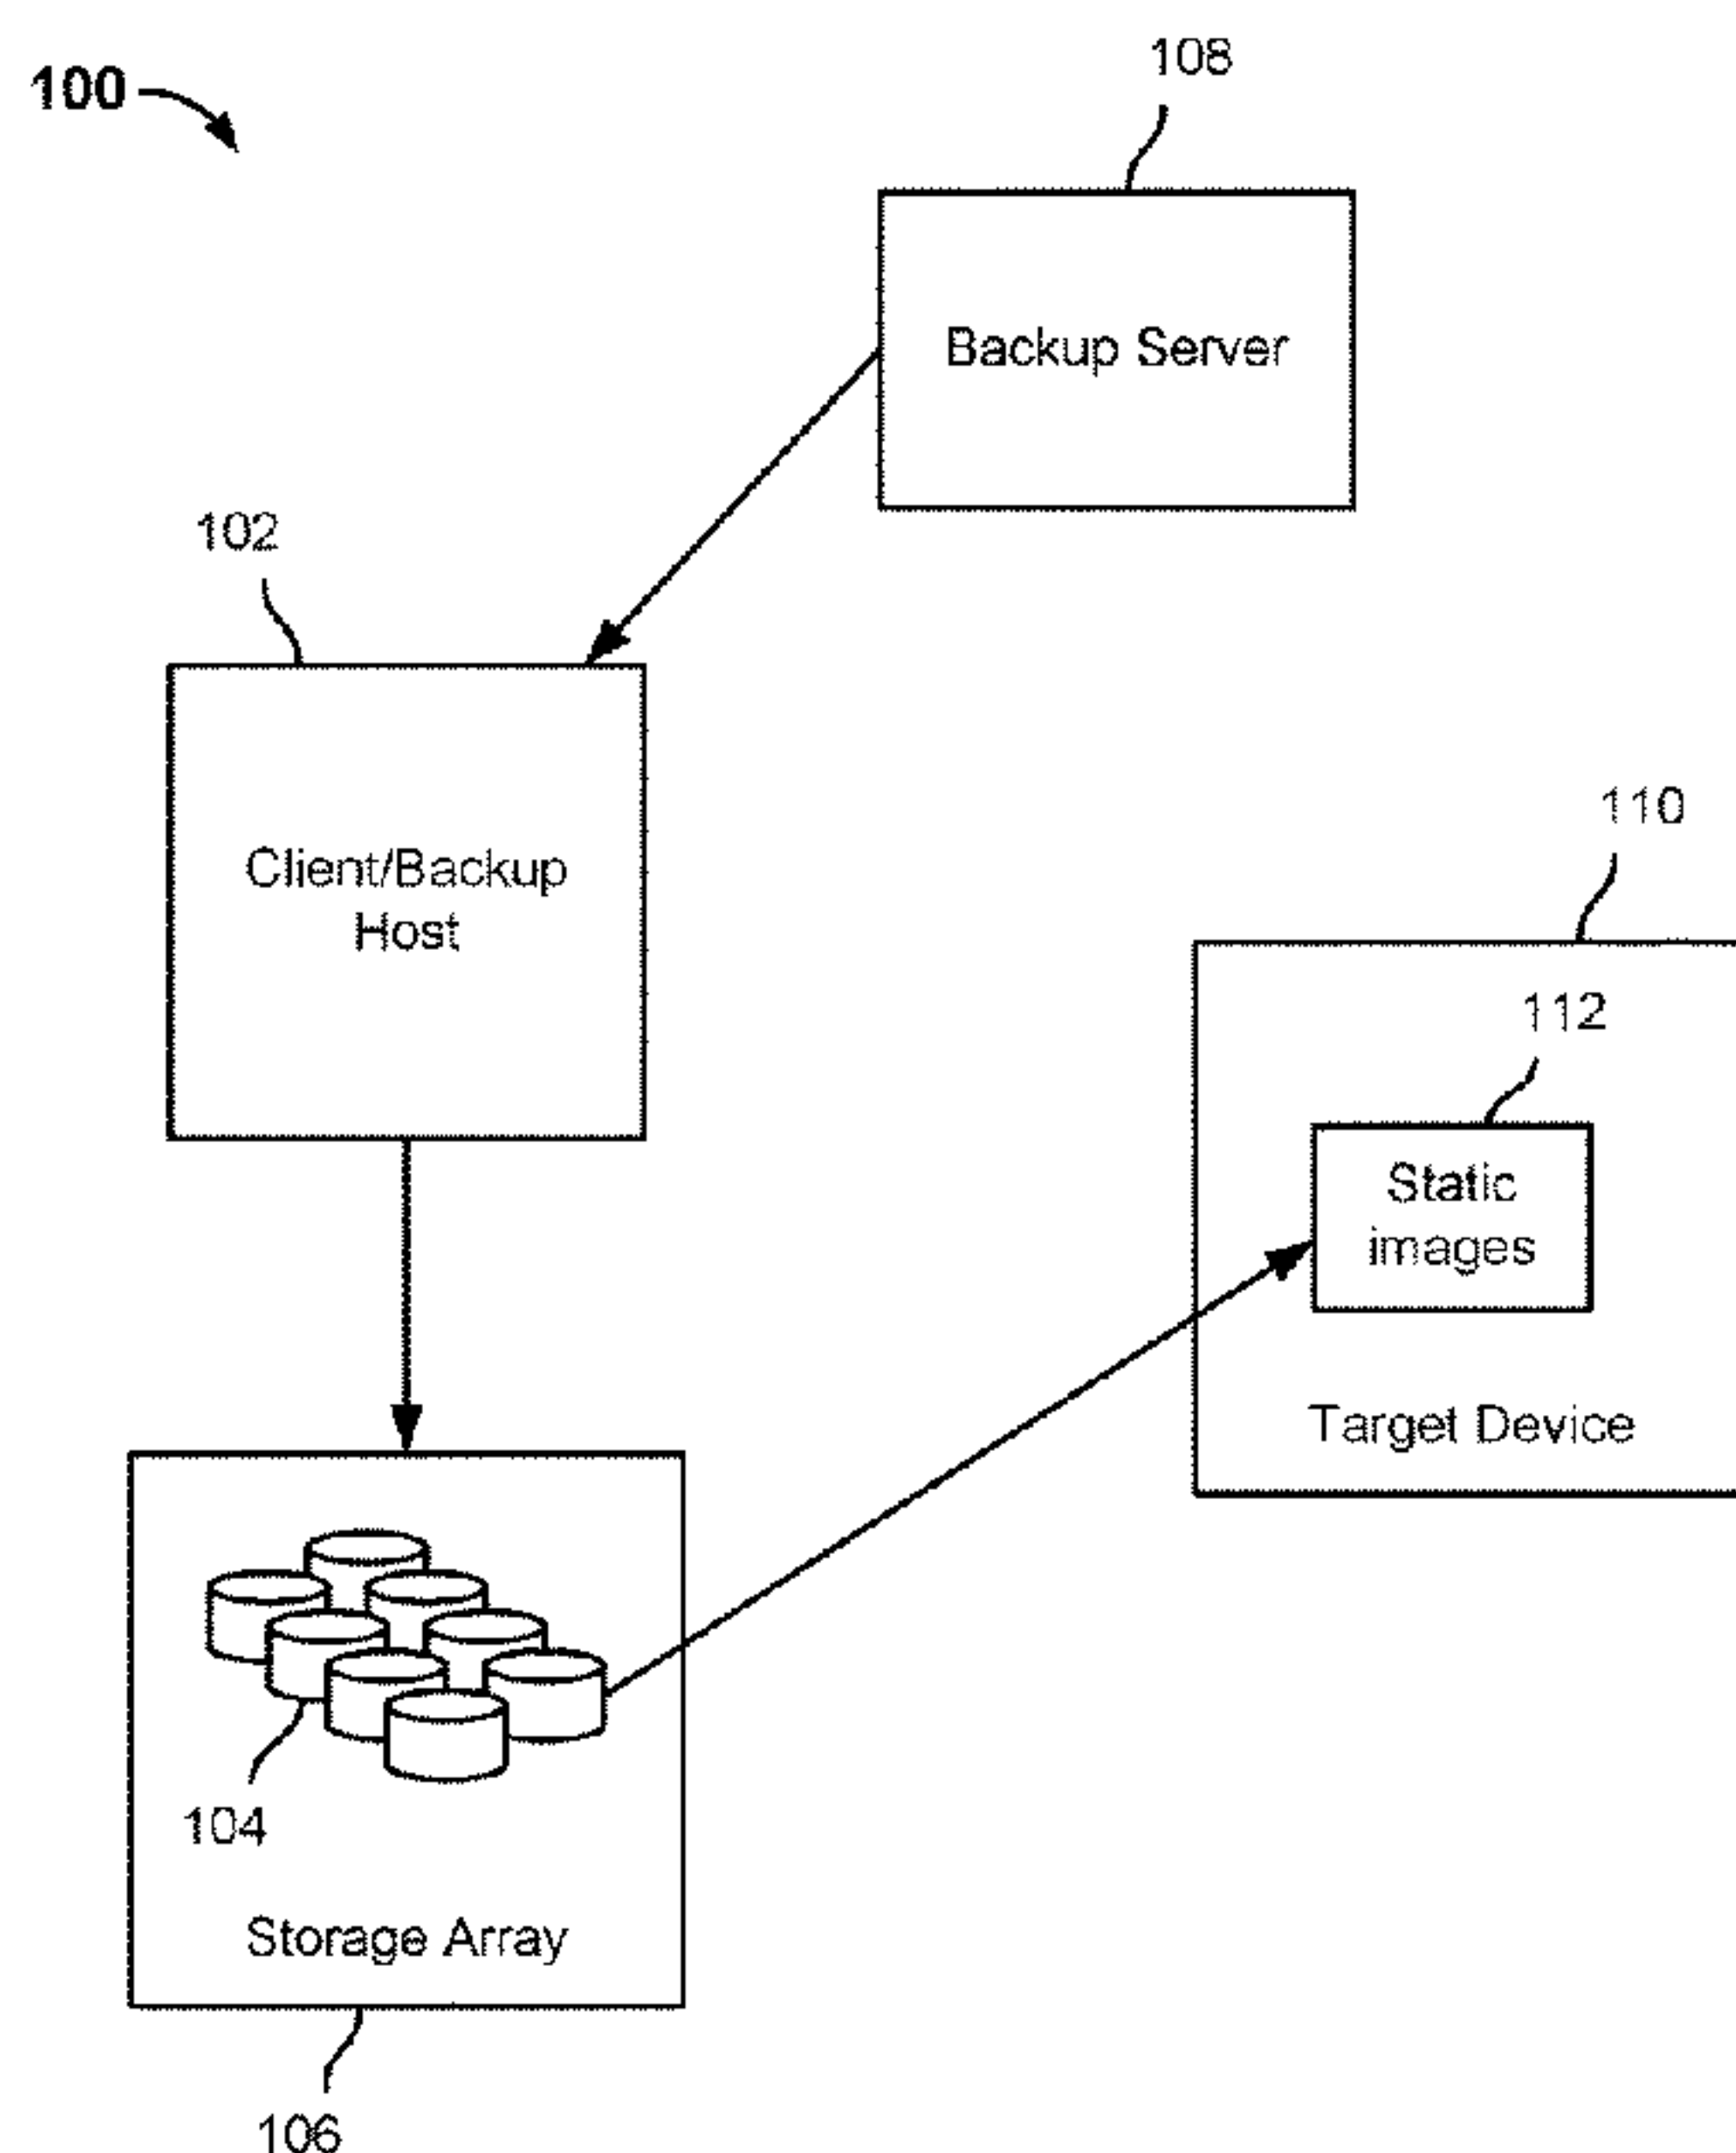 100
108
Backup Server
102
Client/Backup
Host
110
112
Static
images
Target Device
104
Storage Array
106